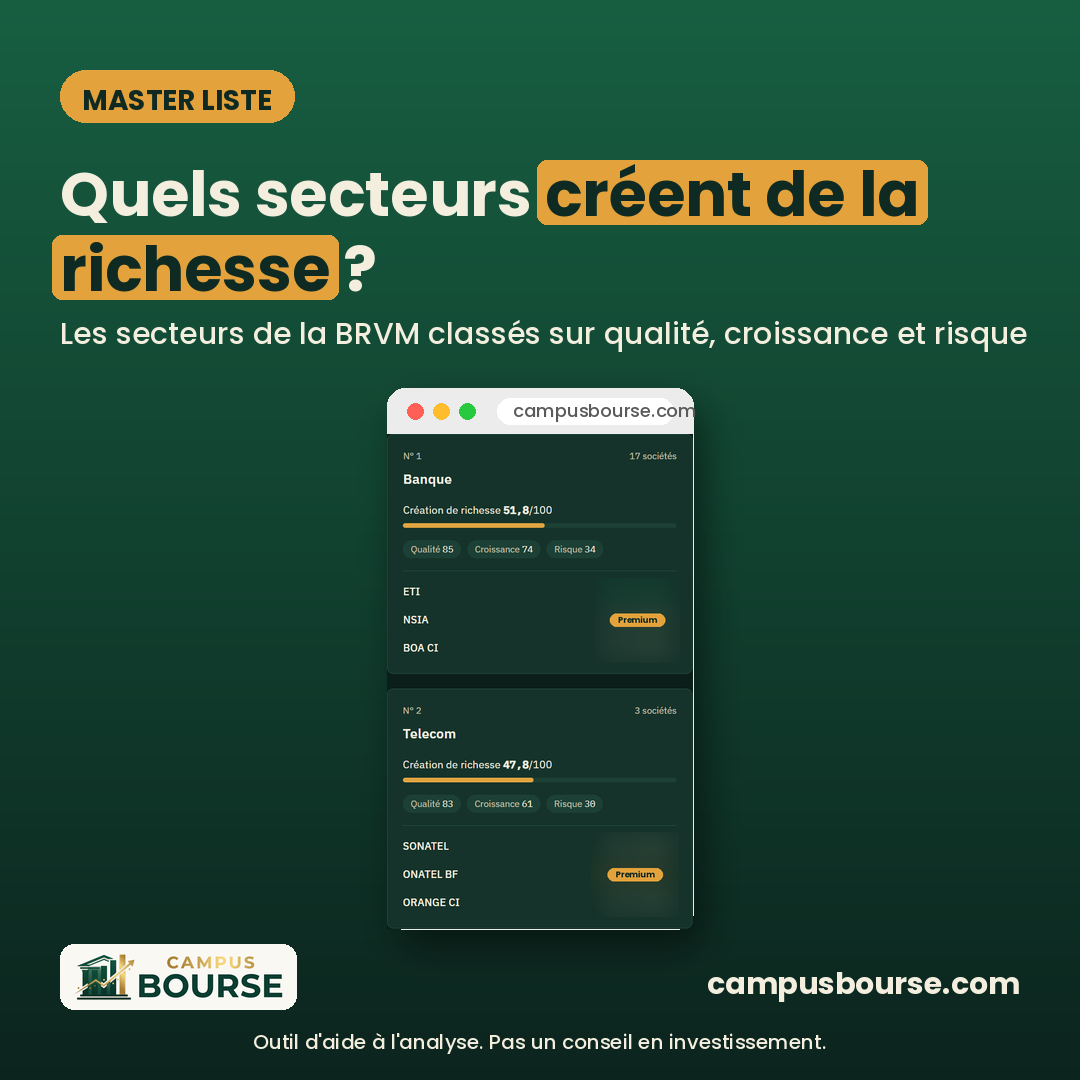 MASTER LISTE
Quels secteurs créent de la
richesse ?
Les secteurs de la BRVM classés sur qualité, croissance et risque
campusbourse.com
N° 1 17 sociétés
Banque
Création de richesse 51,8/100
Qualité 85 Croissance 74 Risque 34
ETI
NSIA
Premium
BOA CI
N° 2 3 sociétés
Telecom
Création de richesse 47,8/100
Qualité 83 Croissance 61 Risque 30
SONATEL
ONATEL BF
Premium
ORANGE CI
CAMPUS
BOURSE
campusbourse.com
Outil d'aide à l'analyse. Pas un conseil en investissement.